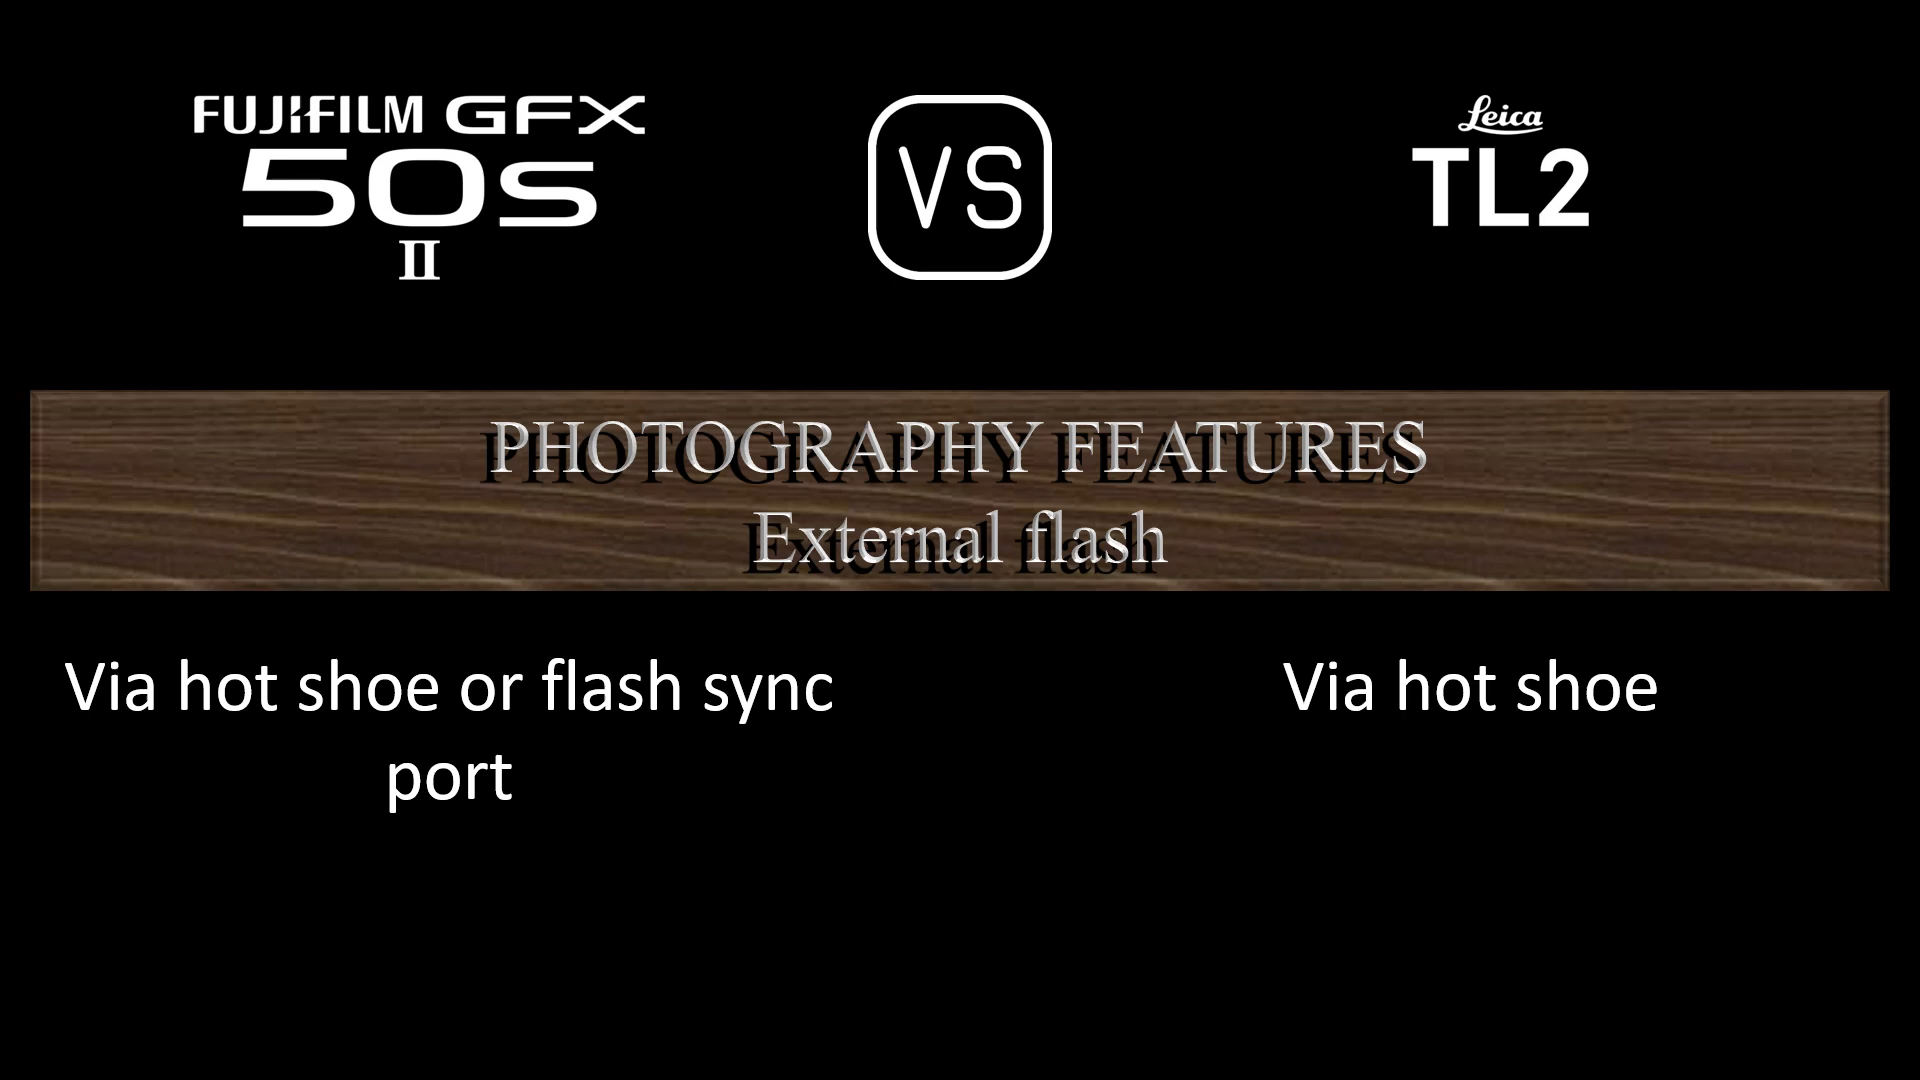 FUJIFILM GFX
50S
II
VS
Leica
TL2
PHOTOGRAPHY FEATURES
External flash
Via hot shoe or flash sync
port
Via hot shoe